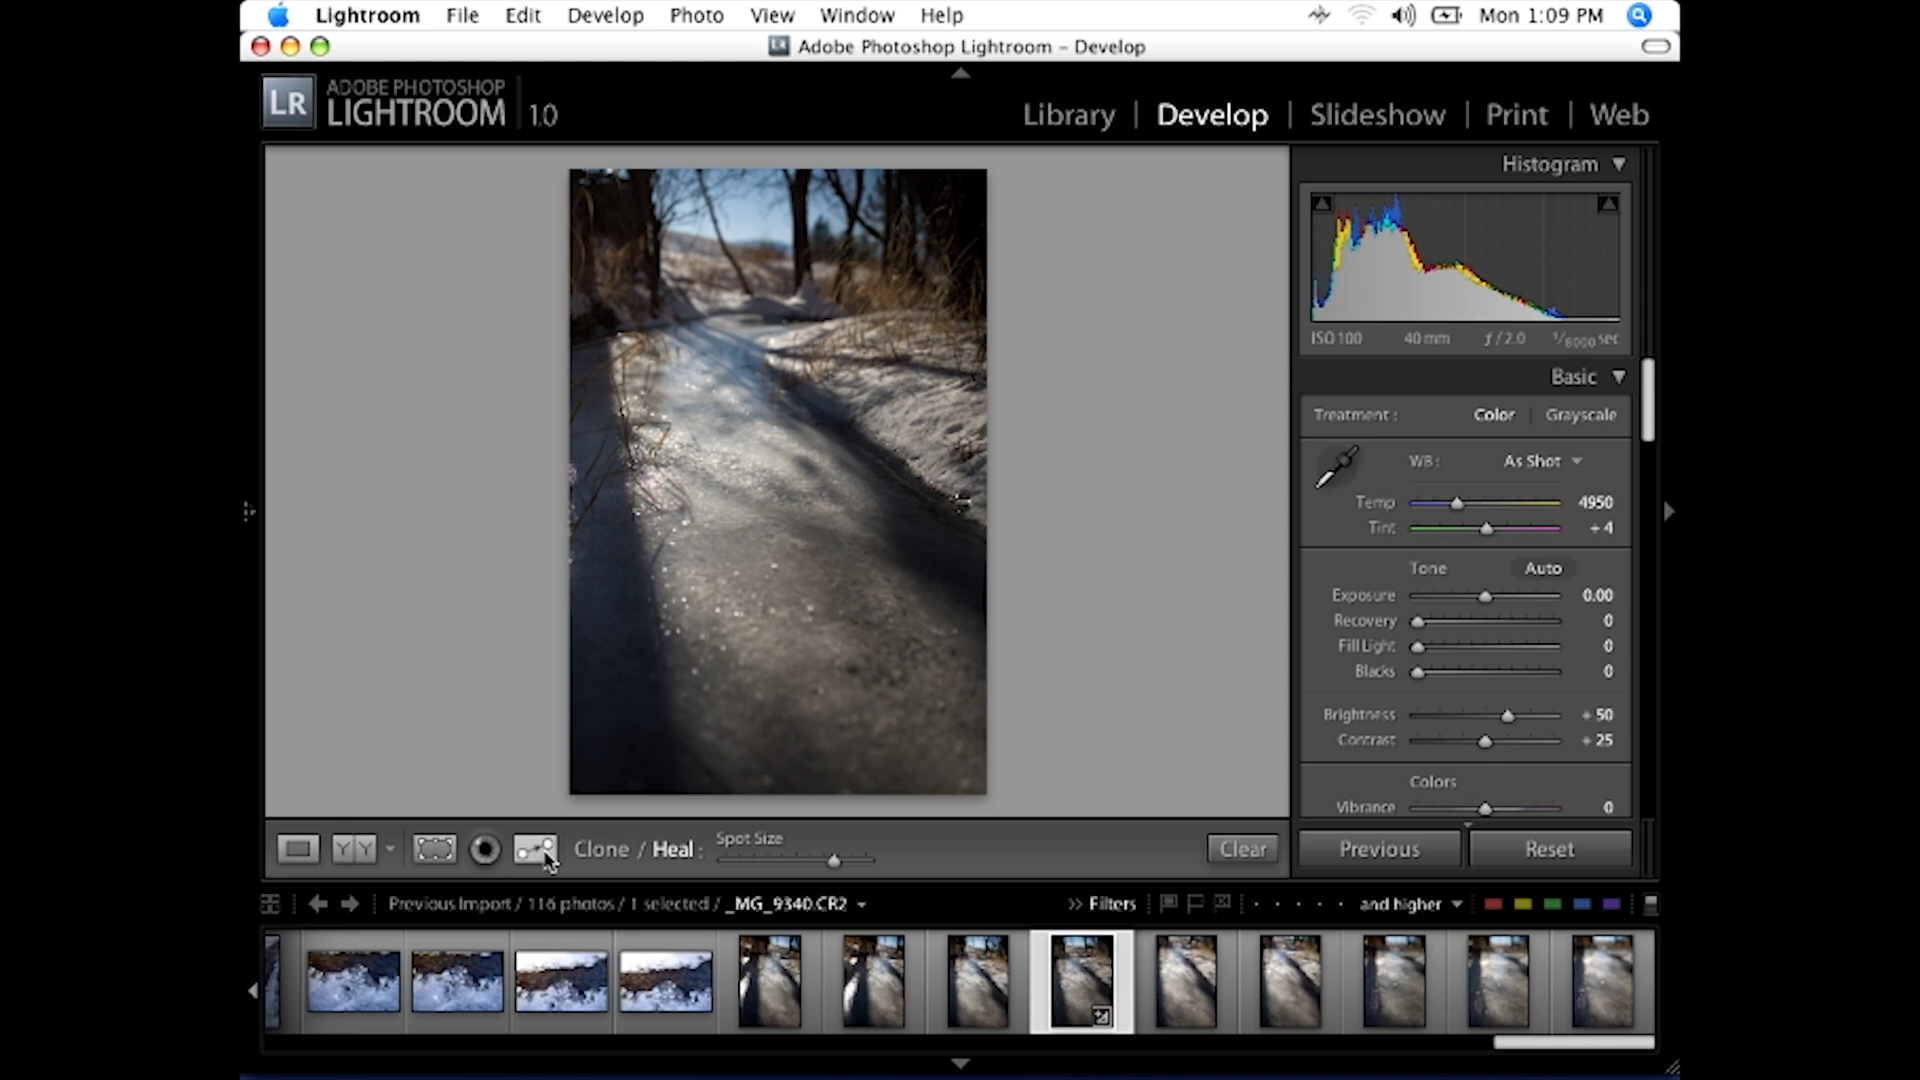 Lightroom File Edit Develop Photo View Window Help Mon 1:09 PM
Adobe Photoshop Lightroom – Develop
LR ADOBE PHOTOSHOP
LIGHTROOM 1.0
Library | Develop | Slideshow | Print | Web
Histogram
ISO 100 40 mm ƒ / 2.0 1/8000 sec
Basic
Treatment : Color | Grayscale
WB : As Shot
Temp 4950
Tint + 4
Tone Auto
Exposure 0.00
Recovery 0
Fill Light 0
Blacks 0
Brightness + 50
Contrast + 25
Colors
Vibrance 0
YY Clone / Heal : Spot Size Clear
Previous Reset
Previous Import / 116 photos / 1 selected / _MG_9340.CR2 Filters and higher